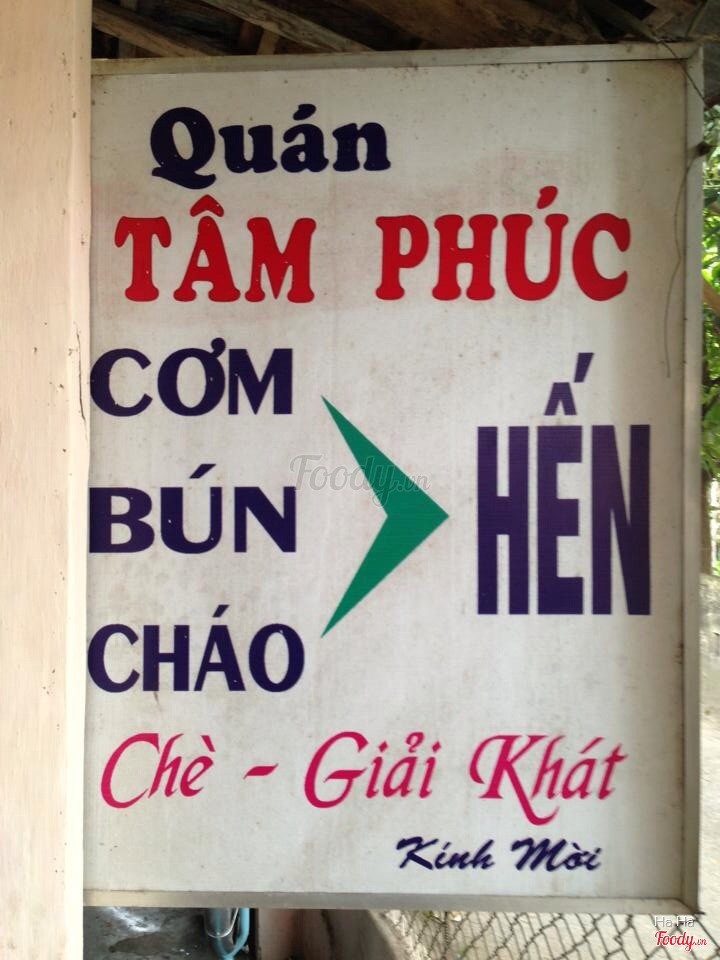 Quán
TÂM PHÚC
CƠM
BÚN
CHÁO
HẾN
Chè - Giải Khát
Kính Mời
Foody.vn
Ha Ha
Foody.vn